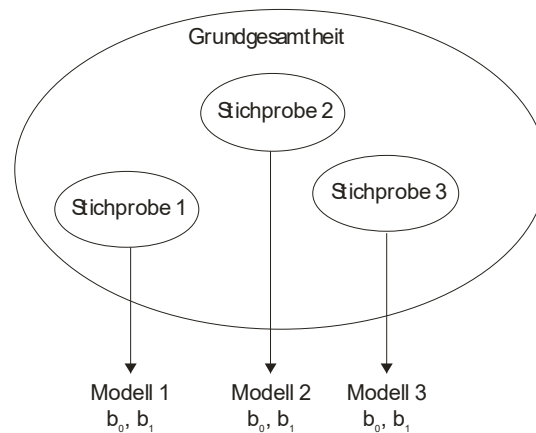 Grundgesamtheit
Stichprobe 2
Stichprobe 1
Stichprobe 3
Modell 1
b₀, b₁
Modell 2
b₀, b₁
Modell 3
b₀, b₁